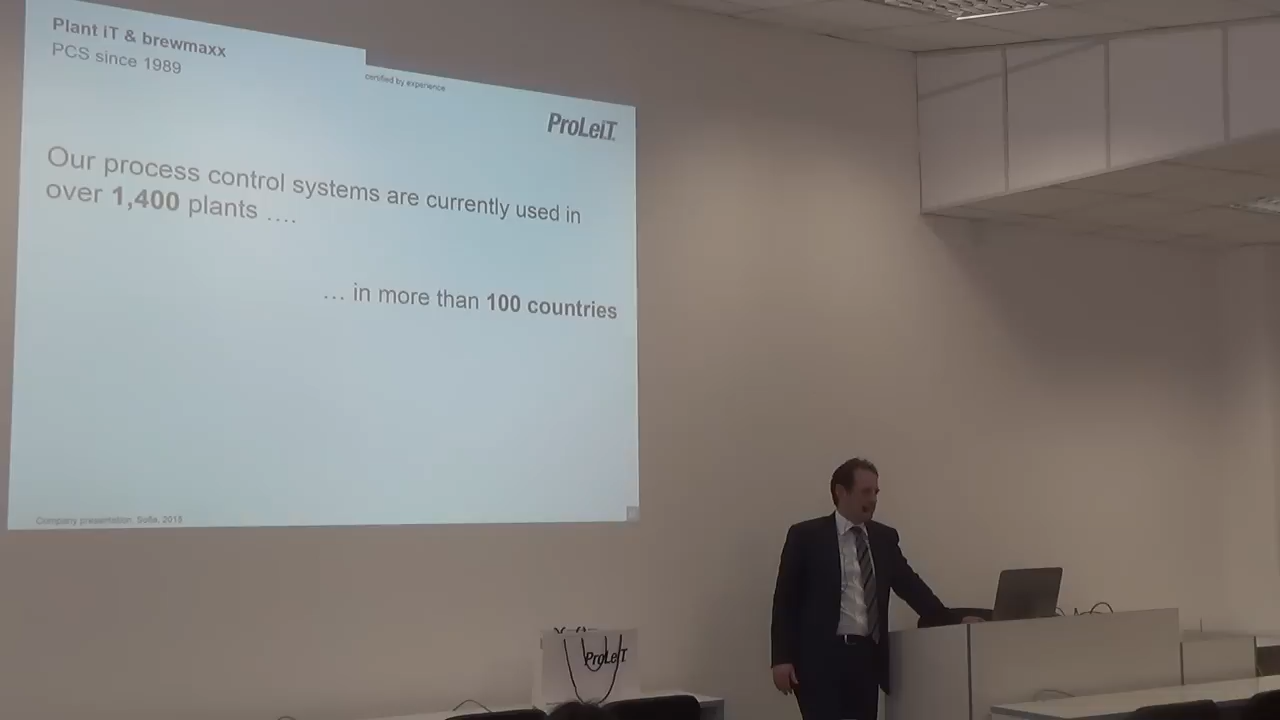 Plant iT & brewmaxx
PCS since 1989
certified by experience
ProLeiT
Our process control systems are currently used in
over 1,400 plants ....
... in more than 100 countries
Company presentation, Sofia, 2015
ProLeiT